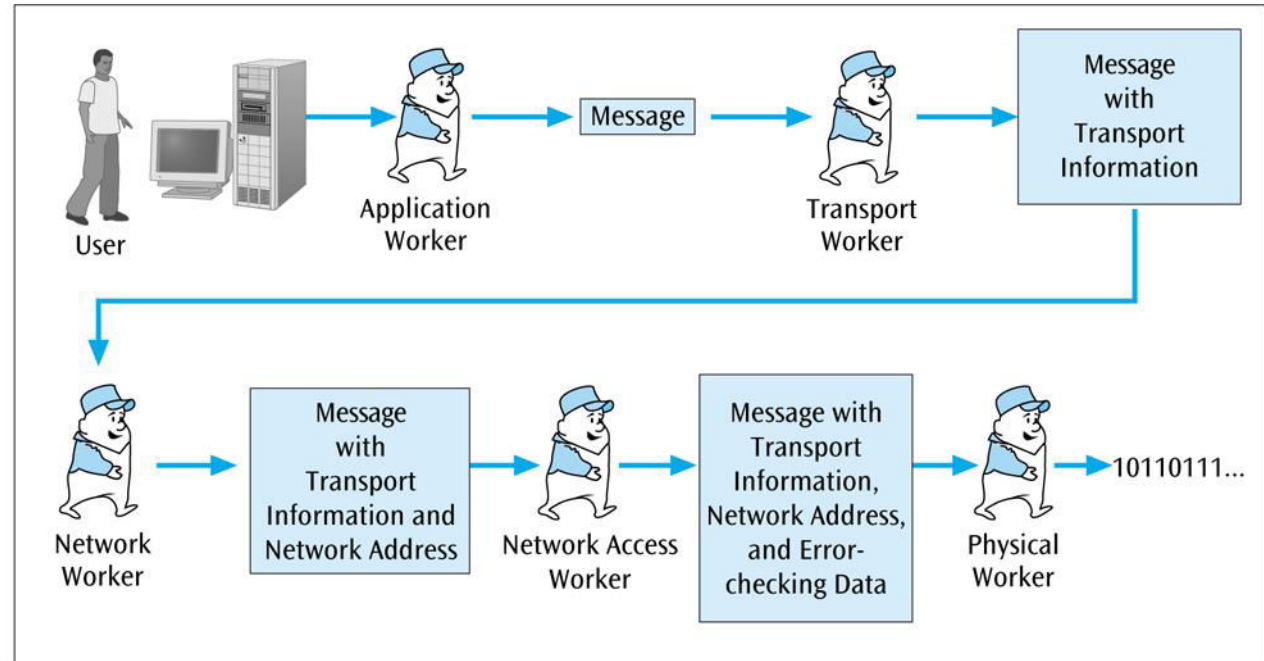 User
Application
Worker
Message
Transport
Worker
Message
with
Transport
Information
Network
Worker
Message
with
Transport
Information and
Network Address
Network Access
Worker
Message with
Transport
Information,
Network Address,
and Error-
checking Data
Physical
Worker
10110111...